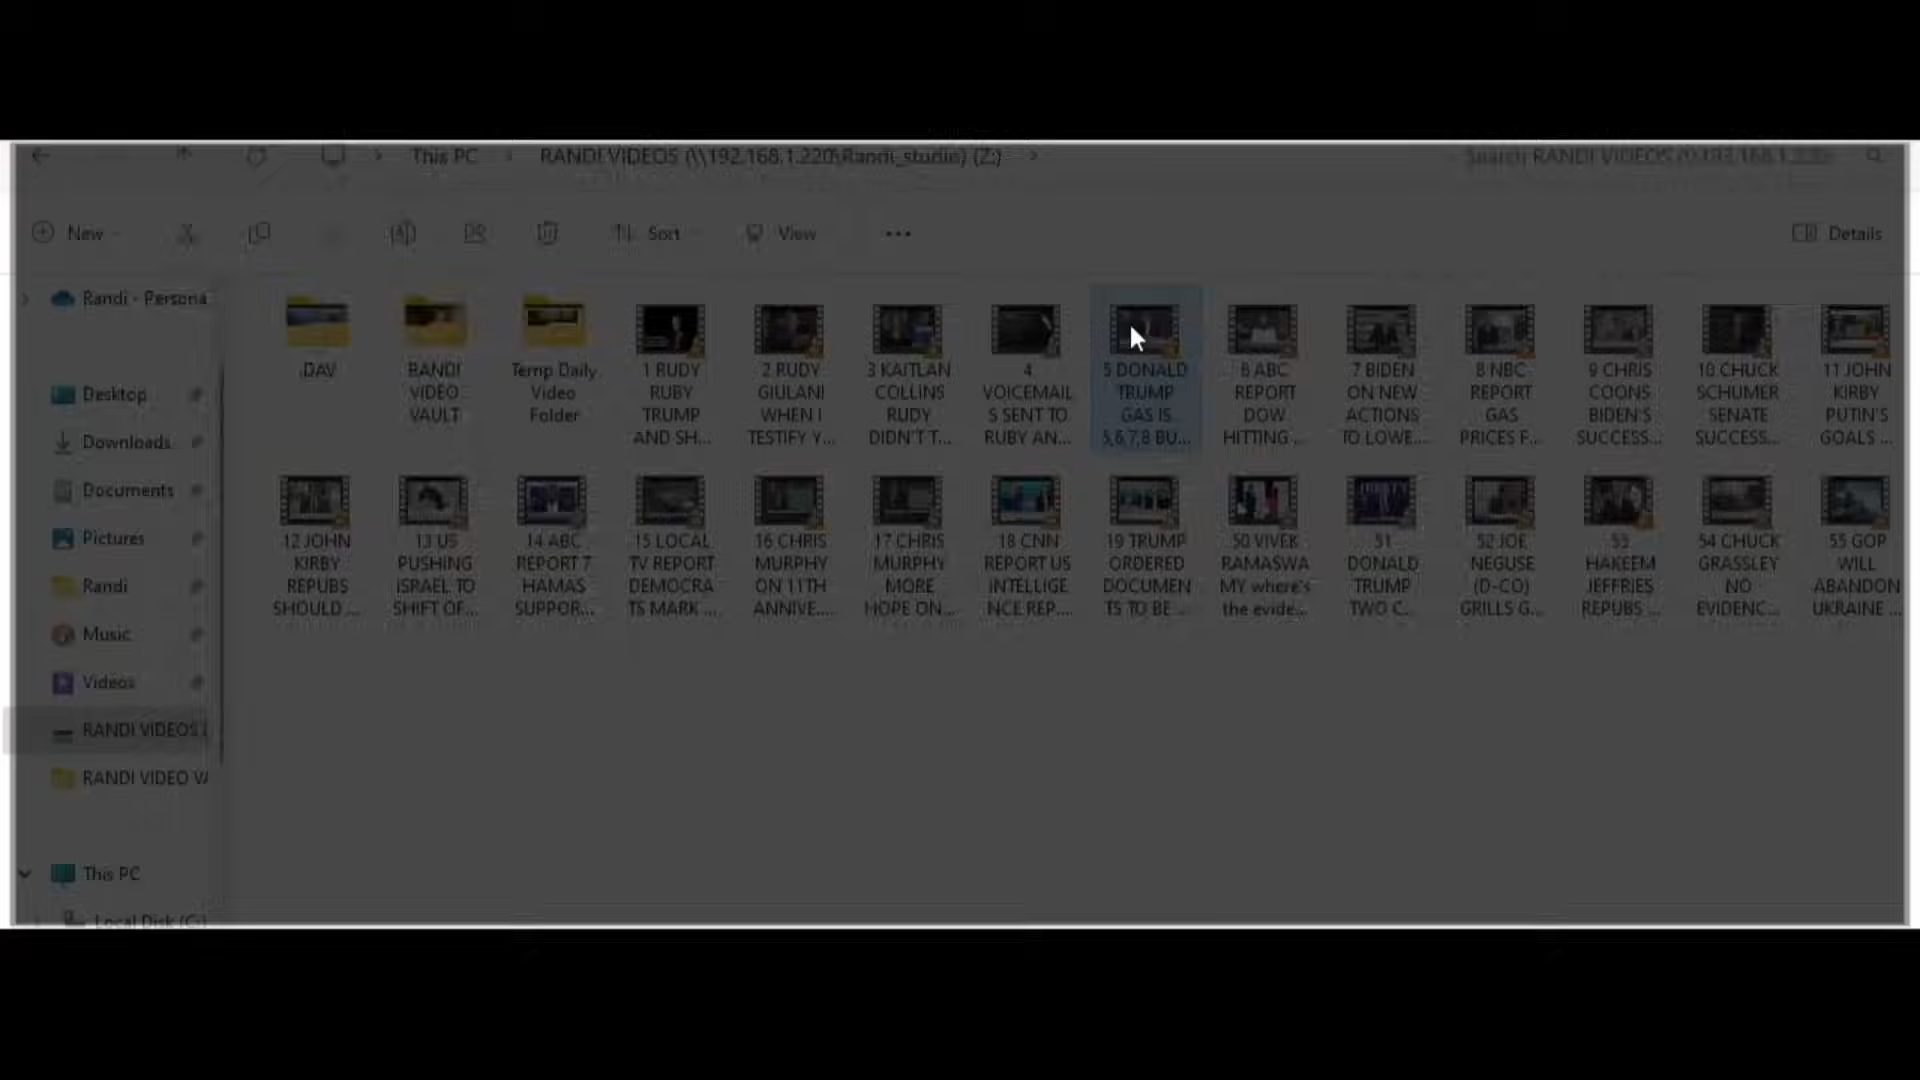 This PC > RANDI VIDEOS (\\192.168.1.220\Randi_studio) (Z:) >
Search RANDI VIDEOS
New
Sort
View
Details
Randi - Persona
Desktop
Downloads
Documents
Pictures
Randi
Music
Videos
RANDI VIDEOS (
RANDI VIDEO VA
This PC
Local Disk (C:)
.DAV
RANDI
VIDEO
VAULT
Temp Daily
Video
Folder
1 RUDY
RUBY
TRUMP
AND SH...
2 RUDY
GIULANI
WHEN I
TESTIFY Y...
3 KAITLAN
COLLINS
RUDY
DIDN'T T...
4
VOICEMAIL
S SENT TO
RUBY AN...
5 DONALD
TRUMP
GAS IS
5,6,7,8 BU...
6 ABC
REPORT
DOW
HITTING ...
7 BIDEN
ON NEW
ACTIONS
TO LOWE...
8 NBC
REPORT
GAS
PRICES F...
9 CHRIS
COONS
BIDEN'S
SUCCESS...
10 CHUCK
SCHUMER
SENATE
SUCCESS...
11 JOHN
KIRBY
PUTIN'S
GOALS ...
12 JOHN
KIRBY
REPUBS
SHOULD ...
13 US
PUSHING
ISRAEL TO
SHIFT OF...
14 ABC
REPORT 7
HAMAS
SUPPOR...
15 LOCAL
TV REPORT
DEMOCRA
TS MARK ...
16 CHRIS
MURPHY
ON 11TH
ANNIVE....
17 CHRIS
MURPHY
MORE
HOPE ON...
18 CNN
REPORT US
INTELLIGE
NCE REP...
19 TRUMP
ORDERED
DOCUMEN
TS TO BE ...
50 VIVEK
RAMASWA
MY where's
the evide...
51
DONALD
TRUMP
TWO C...
52 JOE
NEGUSE
(D-CO)
GRILLS G...
53
HAKEEM
JEFFRIES
REPUBS ...
54 CHUCK
GRASSLEY
NO
EVIDENC...
55 GOP
WILL
ABANDON
UKRAINE ...